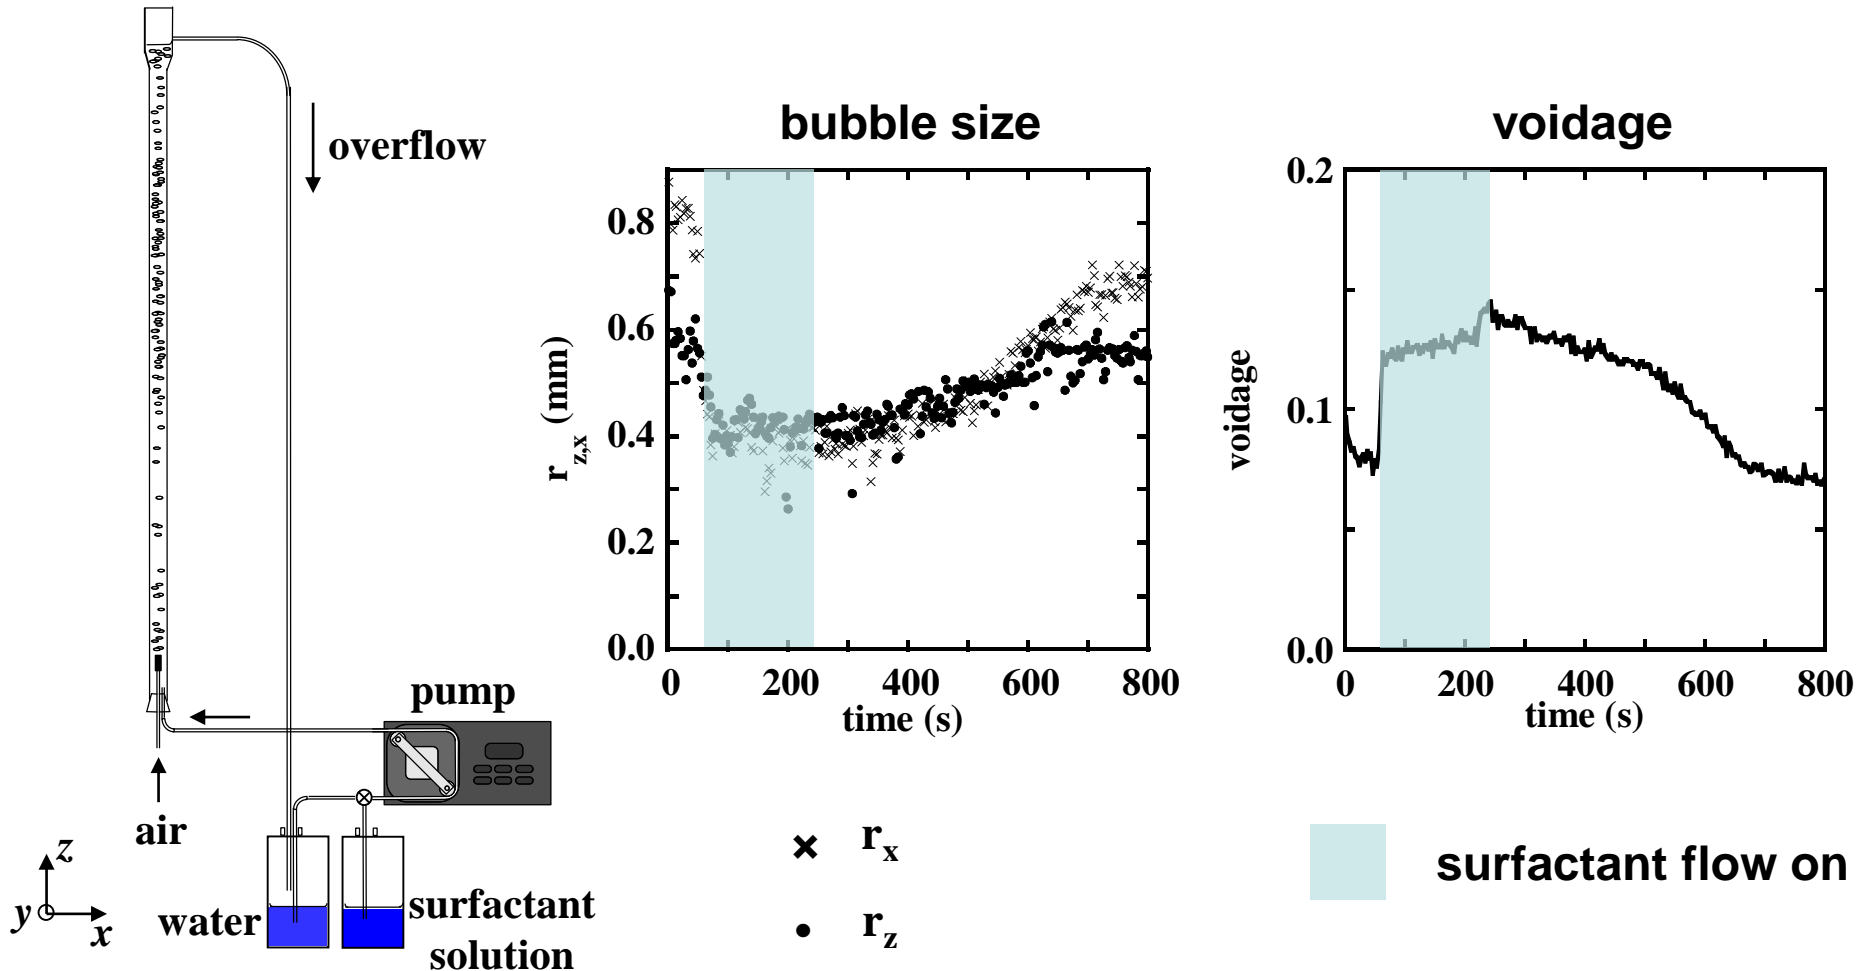 overflow
pump
air
z
y
x
water
surfactant
solution
bubble size
0.8
0.6
0.4
0.2
0.0
r z,x (mm)
0 200 400 600 800
time (s)
r x
r z
voidage
0.2
0.1
0.0
voidage
0 200 400 600 800
time (s)
surfactant flow on